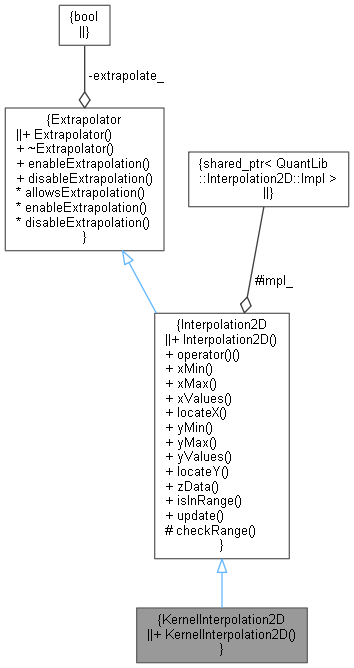 {bool
||}
-extrapolate_
{Extrapolator
||+ Extrapolator()
+ ~Extrapolator()
+ enableExtrapolation()
+ disableExtrapolation()
* allowsExtrapolation()
* enableExtrapolation()
* disableExtrapolation()
}
{shared_ptr< QuantLib
::Interpolation2D::Impl >
||}
#impl_
{Interpolation2D
||+ Interpolation2D()
+ operator()()
+ xMin()
+ xMax()
+ xValues()
+ locateX()
+ yMin()
+ yMax()
+ yValues()
+ locateY()
+ zData()
+ isInRange()
+ update()
# checkRange()
}
{KernelInterpolation2D
||+ KernelInterpolation2D()
}